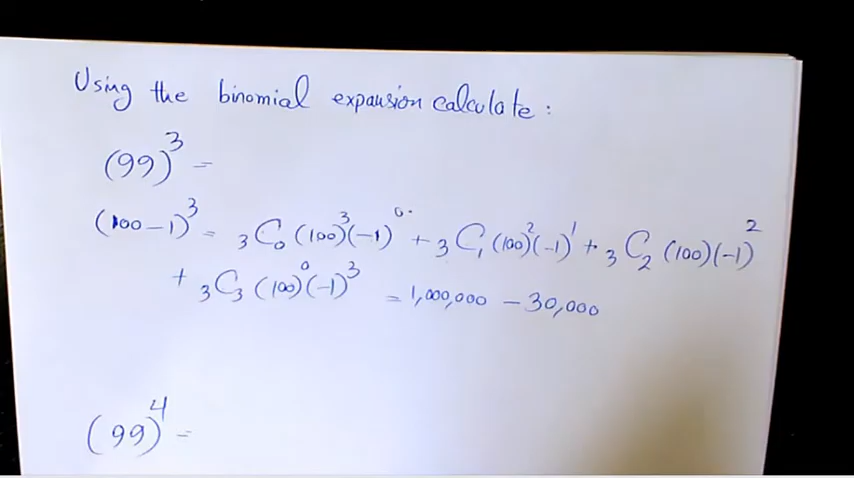 Using the binomial expansion calculate:
(99)³ =
(100-1)³ = ₃C₀(100)³(-1)⁰ + ₃C₁(100)²(-1)¹ + ₃C₂(100)(-1)²
+ ₃C₃(100)⁰(-1)³ = 1,000,000 - 30,000
(99)⁴ =